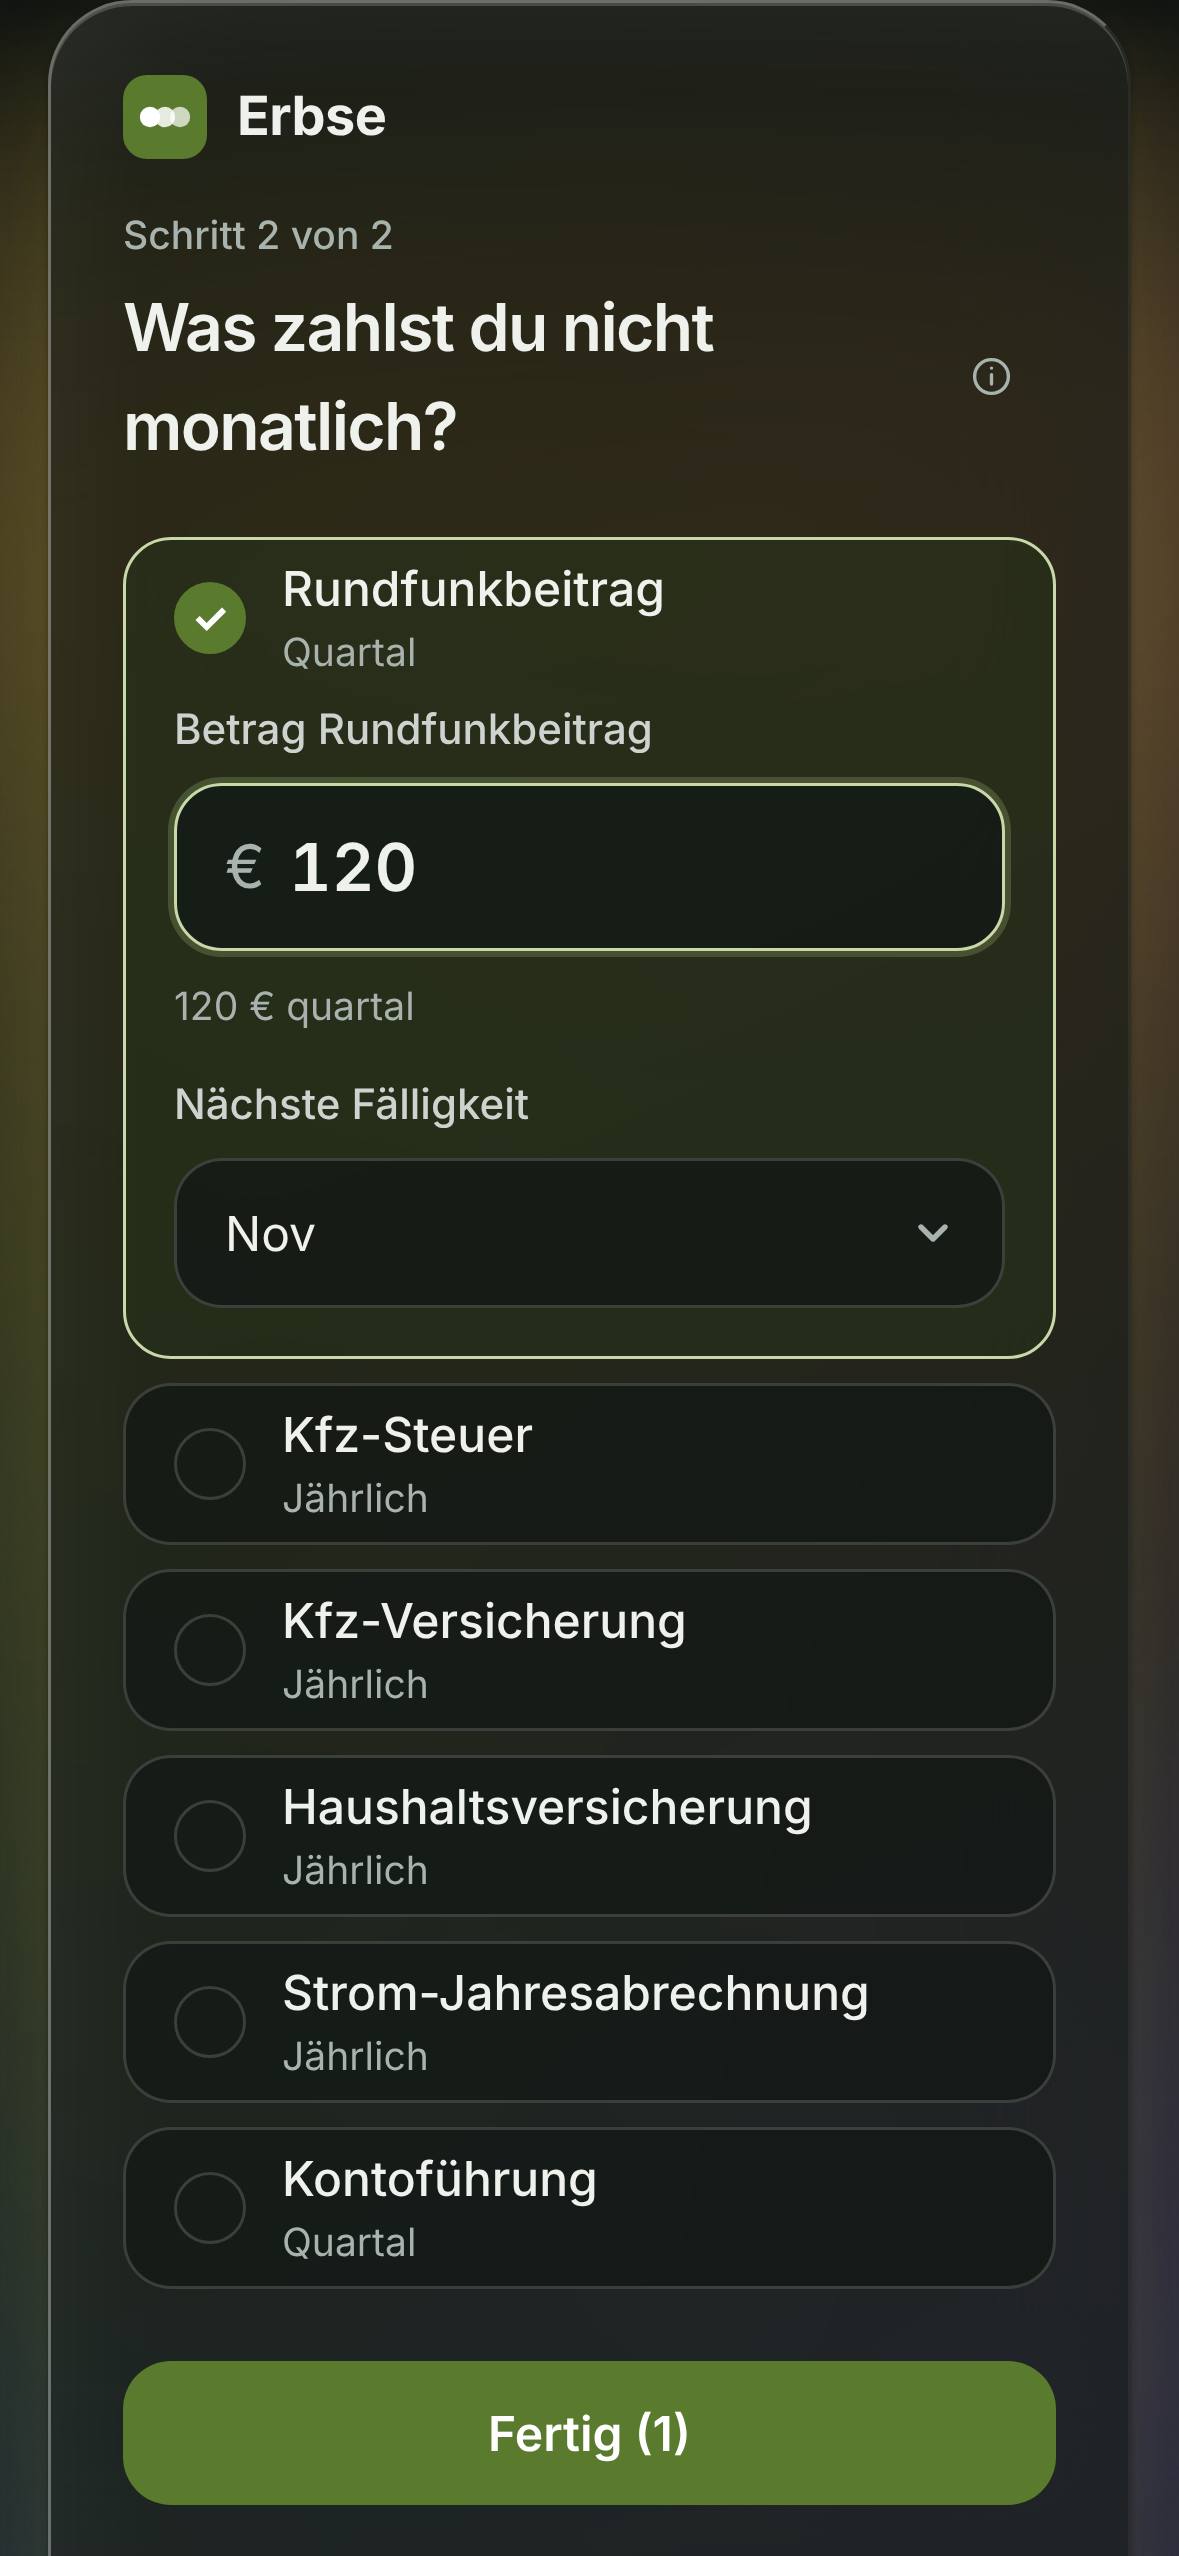 Erbse
Schritt 2 von 2
Was zahlst du nicht
monatlich?
Rundfunkbeitrag
Quartal
Betrag Rundfunkbeitrag
€ 120
120 € quartal
Nächste Fälligkeit
Nov
Kfz-Steuer
Jährlich
Kfz-Versicherung
Jährlich
Haushaltsversicherung
Jährlich
Strom-Jahresabrechnung
Jährlich
Kontoführung
Quartal
Fertig (1)